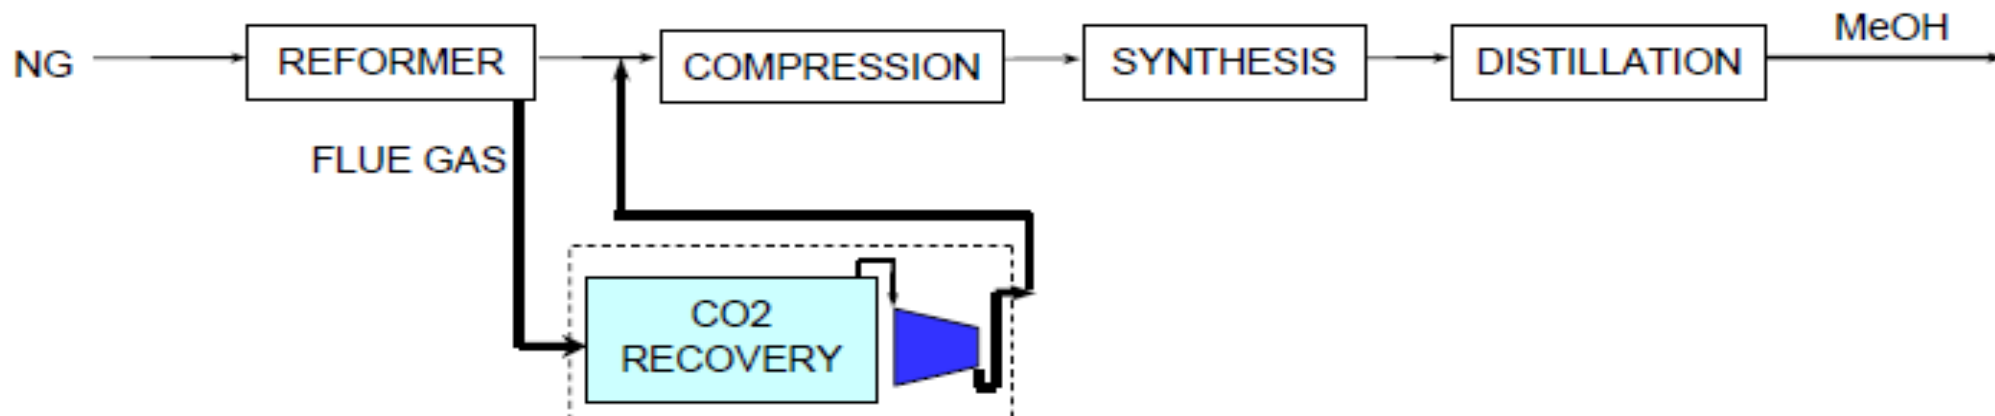 NG
REFORMER
COMPRESSION
SYNTHESIS
DISTILLATION
MeOH
FLUE GAS
CO2
RECOVERY